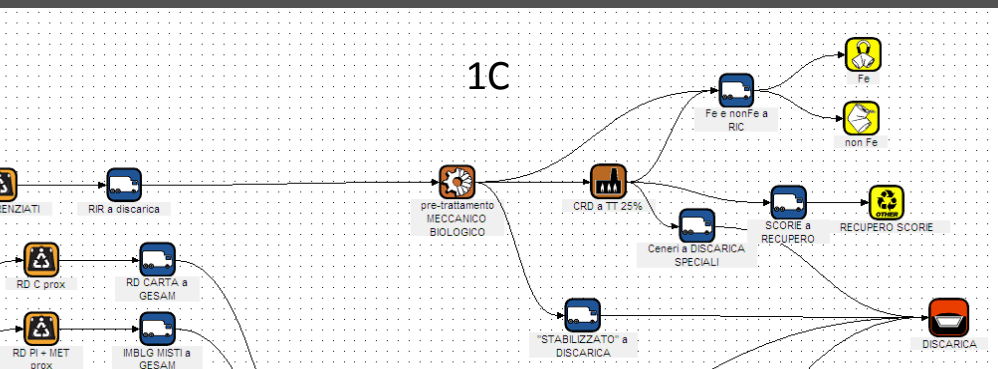 1C
Fe
Fe e nonFe a
RIC
non Fe
RIR a discarica
pre-trattamento
MECCANICO
BIOLOGICO
CRD a TT 25%
OTHER
SCORIE a
RECUPERO
RECUPERO SCORIE
Ceneri a DISCARICA
SPECIALI
RD C prox
RD CARTA a
GESAM
"STABILIZZATO" a
DISCARICA
DISCARICA
RD PI + MET
prox
IMBLG MISTI a
GESAM